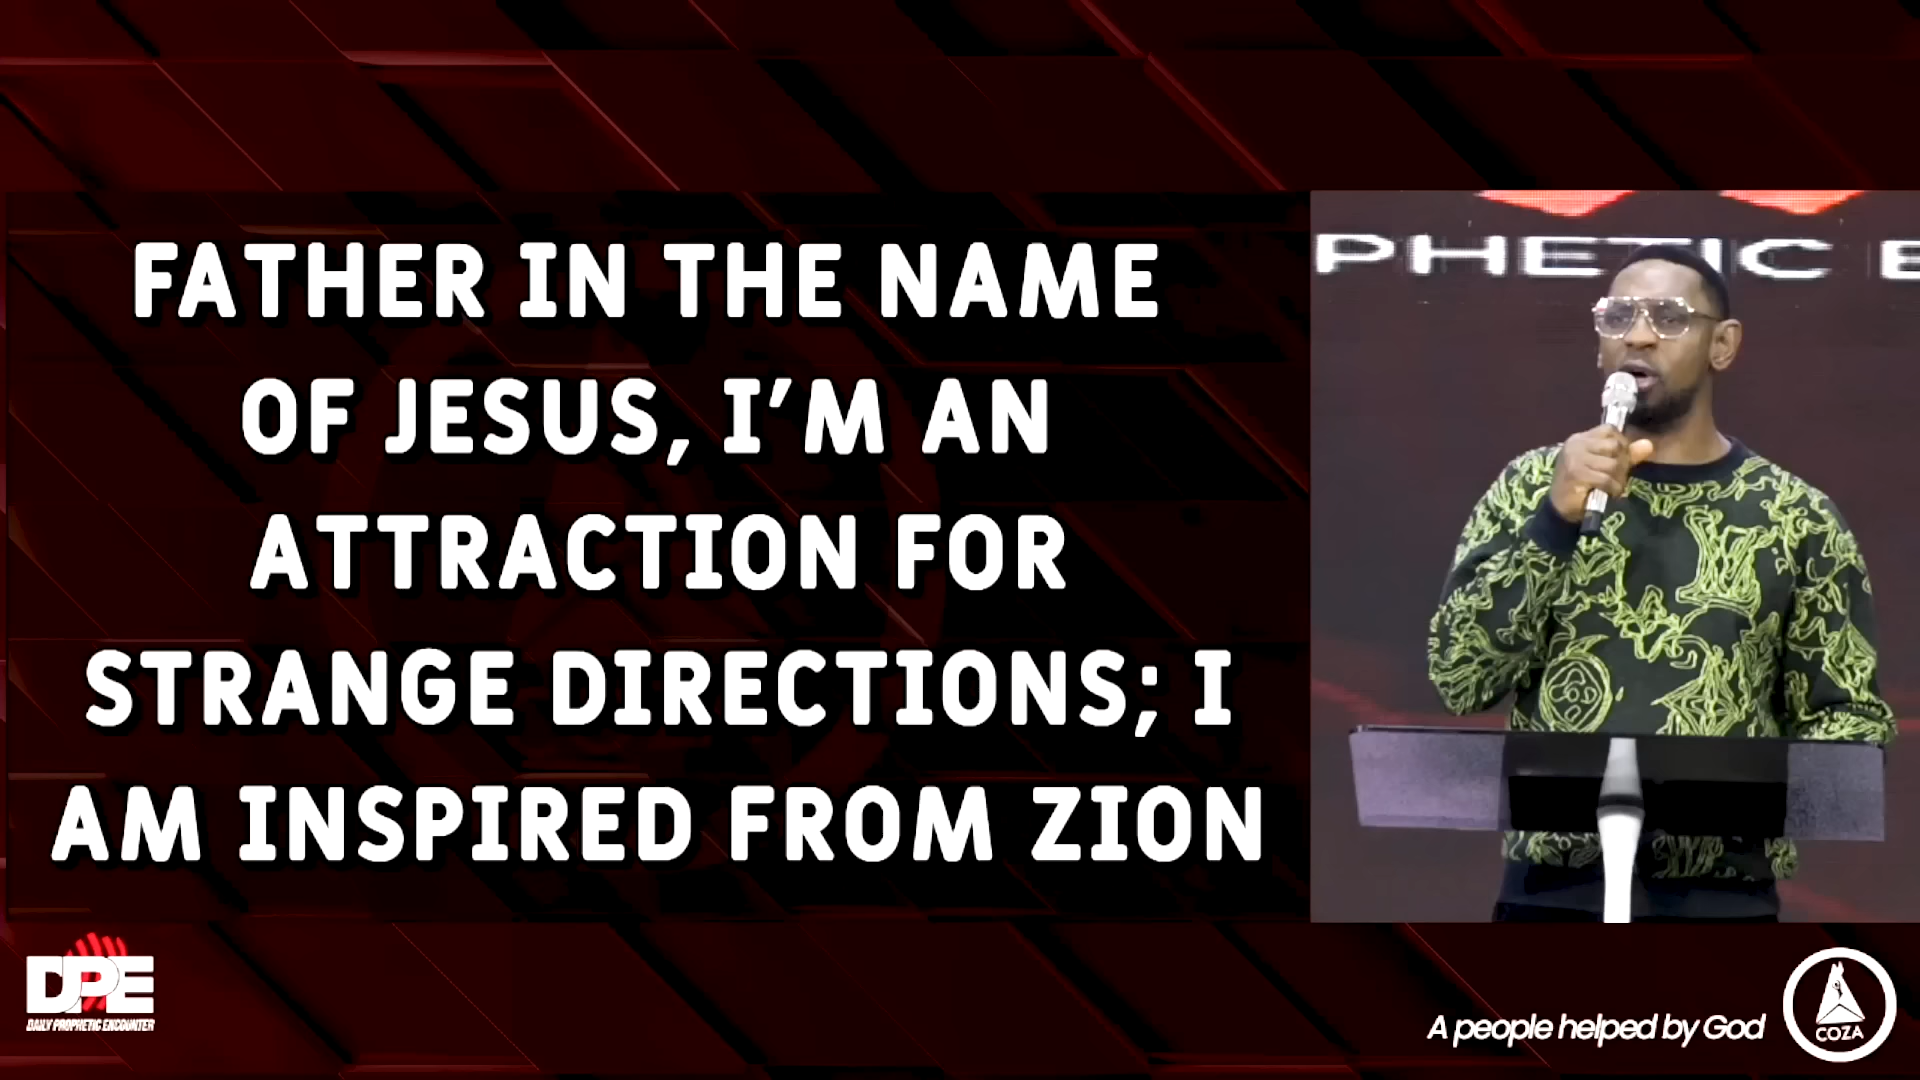 FATHER IN THE NAME
OF JESUS, I'M AN
ATTRACTION FOR
STRANGE DIRECTIONS; I
AM INSPIRED FROM ZION
PHETIC E
DPE
DAILY PROPHETIC ENCOUNTER
A people helped by God
COZA